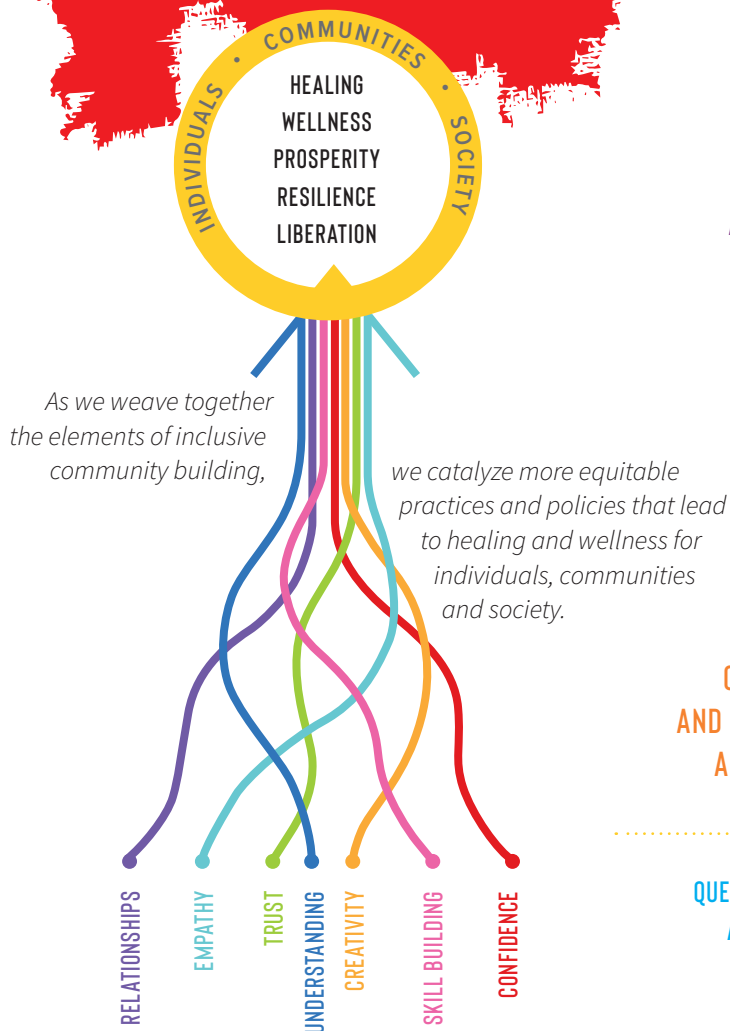 INDIVIDUALS • COMMUNITIES • SOCIETY
HEALING
WELLNESS
PROSPERITY
RESILIENCE
LIBERATION
As we weave together
the elements of inclusive
community building,
we catalyze more equitable
practices and policies that lead
to healing and wellness for
individuals, communities
and society.
AND
RELATIONSHIPS
EMPATHY
TRUST
UNDERSTANDING
CREATIVITY
SKILL BUILDING
CONFIDENCE